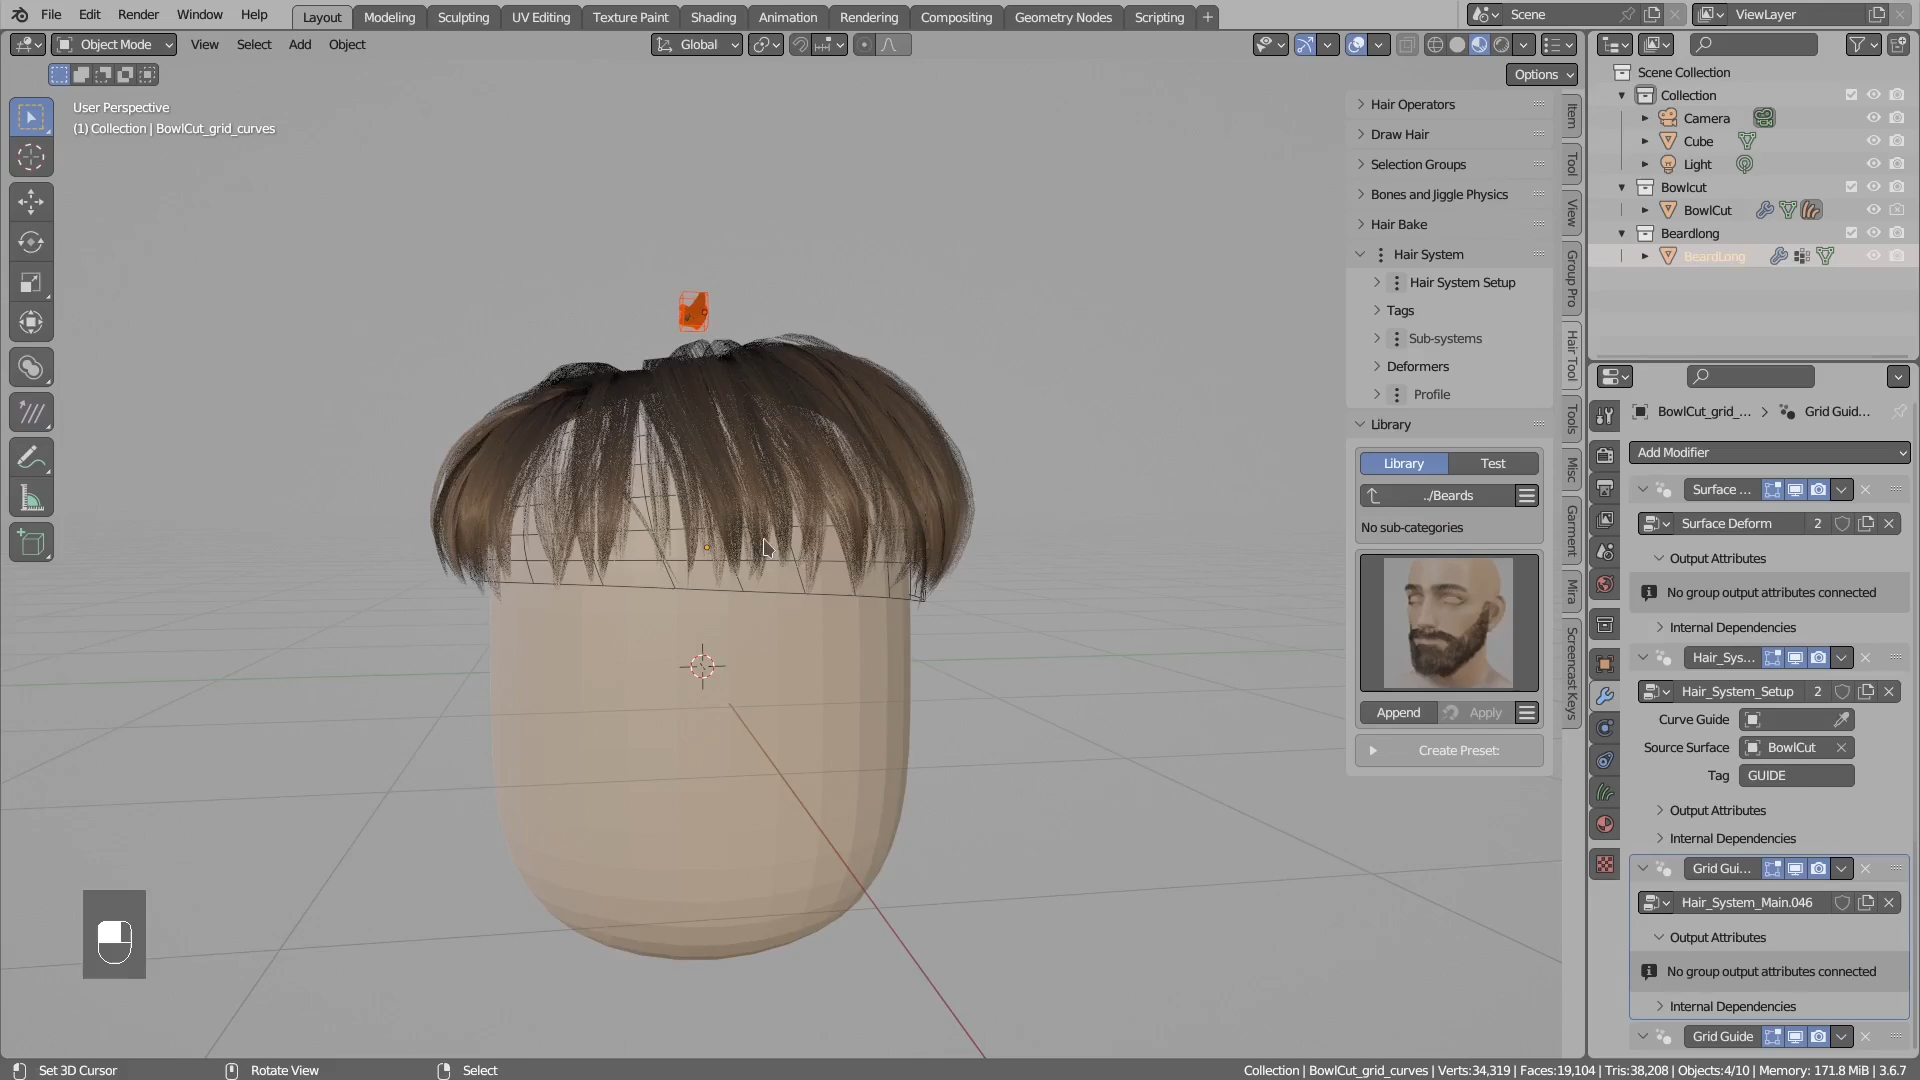 File Edit Render Window Help
Layout Modeling Sculpting UV Editing Texture Paint Shading Animation Rendering Compositing Geometry Nodes Scripting +
Scene
ViewLayer
Object Mode View Select Add Object
Global
Options
User Perspective
(1) Collection | BowlCut_grid_curves
Hair Operators
Draw Hair
Selection Groups
Bones and Jiggle Physics
Hair Bake
Hair System
Hair System Setup
Tags
Sub-systems
Deformers
Profile
Library
Library Test
../Beards
No sub-categories
Append Apply
Create Preset:
Item
Tool
View
Group Pro
Hair Tool
Tools
Misc
Garment
Mira
Screencast Keys
Scene Collection
Collection
Camera
Cube
Light
Bowlcut
BowlCut
Beardlong
BeardLong
BowlCut_grid_... > Grid Guid...
Add Modifier
Surface ...
Surface Deform 2
Output Attributes
No group output attributes connected
Internal Dependencies
Hair_Sys...
Hair_System_Setup 2
Curve Guide
Source Surface BowlCut
Tag GUIDE
Output Attributes
Internal Dependencies
Grid Gui...
Hair_System_Main.046
Output Attributes
No group output attributes connected
Internal Dependencies
Grid Guide
Set 3D Cursor
Rotate View
Select
Collection | BowlCut_grid_curves | Verts:34,319 | Faces:19,104 | Tris:38,208 | Objects:4/10 | Memory: 171.8 MiB | 3.6.7